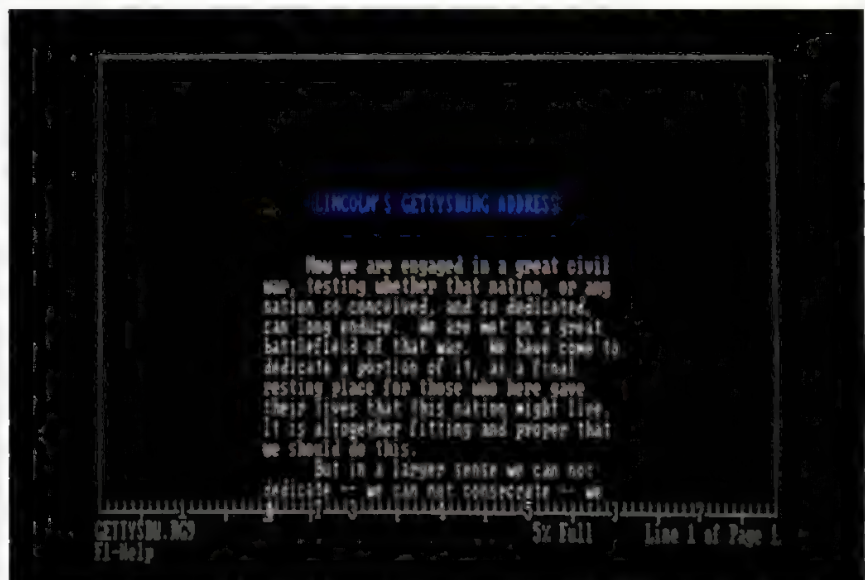 LINCOLN'S GETTYSBURG ADDRESS
Now we are engaged in a great civil
war, testing whether that nation, or any
nation so conceived, and so dedicated,
can long endure. We are met on a great
battlefield of that war. We have come to
dedicate a portion of it, as a final
resting place for those who here gave
their lives that this nation might live.
It is altogether fitting and proper that
we should do this.
But in a larger sense we can not
dedicate -- we can not consecrate -- we
GETTYSBU.RG9 5% Full Line 1 of Page 1
F1-Help